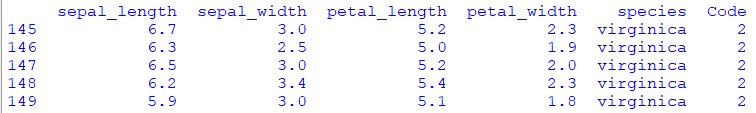 sepal_length sepal_width petal_length petal_width species Code
145 6.7 3.0 5.2 2.3 virginica 2
146 6.3 2.5 5.0 1.9 virginica 2
147 6.5 3.0 5.2 2.0 virginica 2
148 6.2 3.4 5.4 2.3 virginica 2
149 5.9 3.0 5.1 1.8 virginica 2